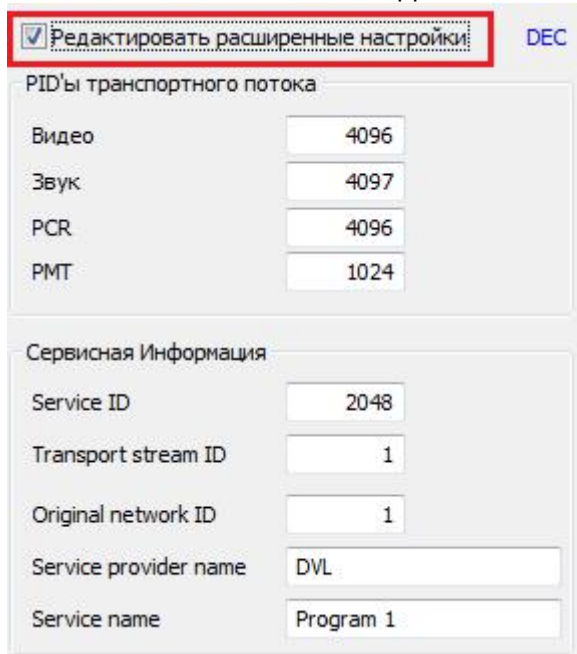 Редактировать расширенные настройки DEC
PID'ы транспортного потока
Видео 4096
Звук 4097
PCR 4096
PMT 1024
Сервисная Информация
Service ID 2048
Transport stream ID 1
Original network ID 1
Service provider name DVL
Service name Program 1